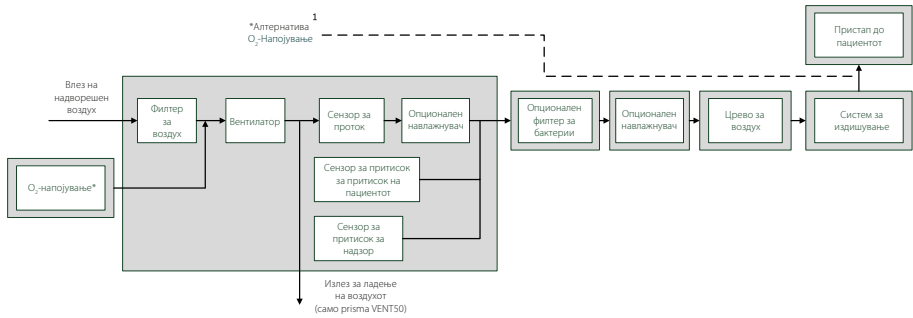 *Алтернатива 1
O2-Напојување
Пристап до
пациентот
Влез на
надворешен
воздух
Филтер
за
воздух
Вентилатор
Сензор за
проток
Опционален
навлажнувач
Опционален
филтер за
бактерии
Опционален
навлажнувач
Црево за
воздух
Систем за
издишување
O2-напојување*
Сензор за притисок
за притисок на
пациентот
Сензор за
притисок за
надзор
Излез за ладење
на воздухот
(само prisma VENT50)